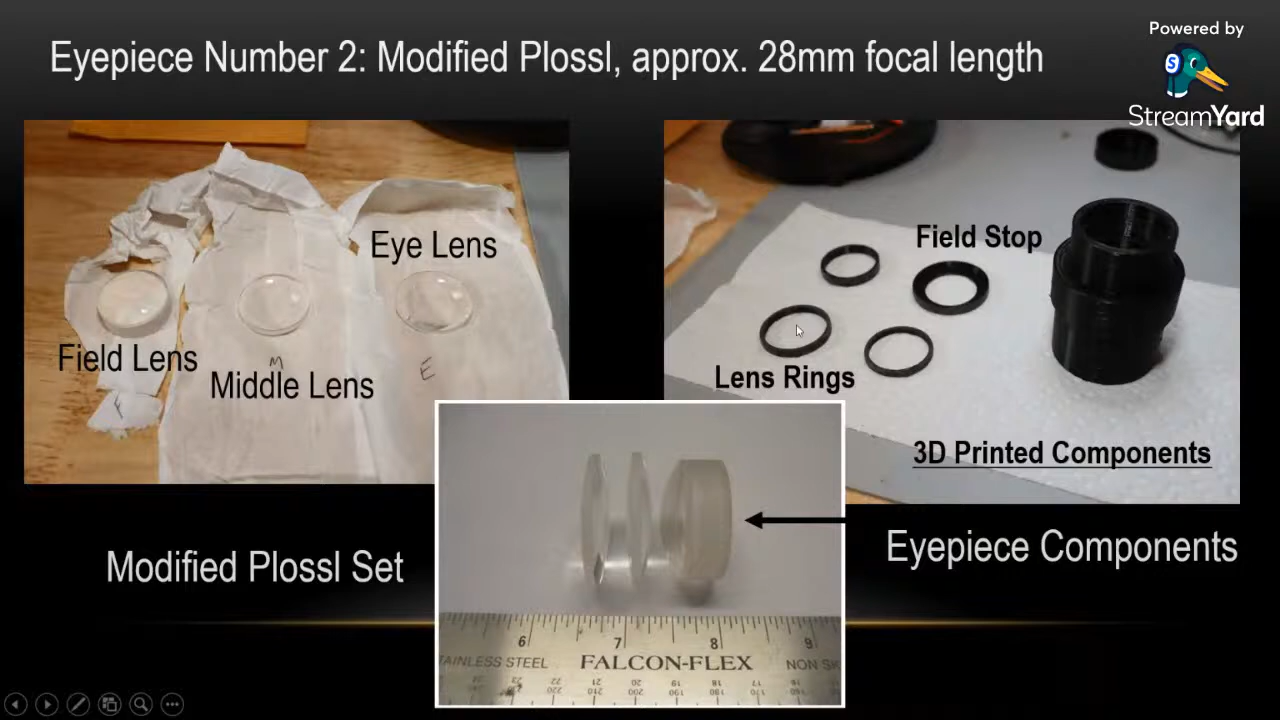 Eyepiece Number 2: Modified Plossl, approx. 28mm focal length
Powered by
StreamYard
Eye Lens
Field Lens
M
Middle Lens
E
F
Field Stop
Lens Rings
3D Printed Components
Modified Plossl Set
Eyepiece Components
6 7 8 9
TAINLESS STEEL FALCON-FLEX NON SK